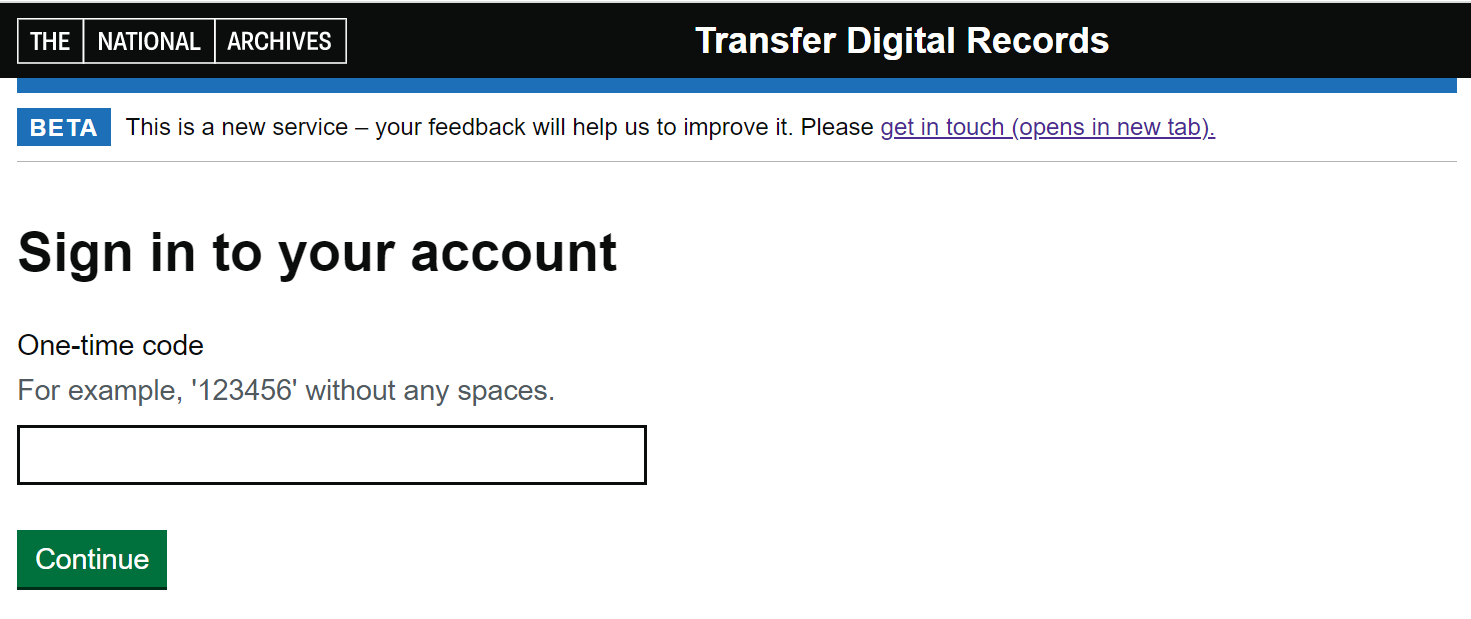 THE NATIONAL ARCHIVES
Transfer Digital Records
BETA This is a new service – your feedback will help us to improve it. Please get in touch (opens in new tab).
Sign in to your account
One-time code
For example, '123456' without any spaces.
Continue